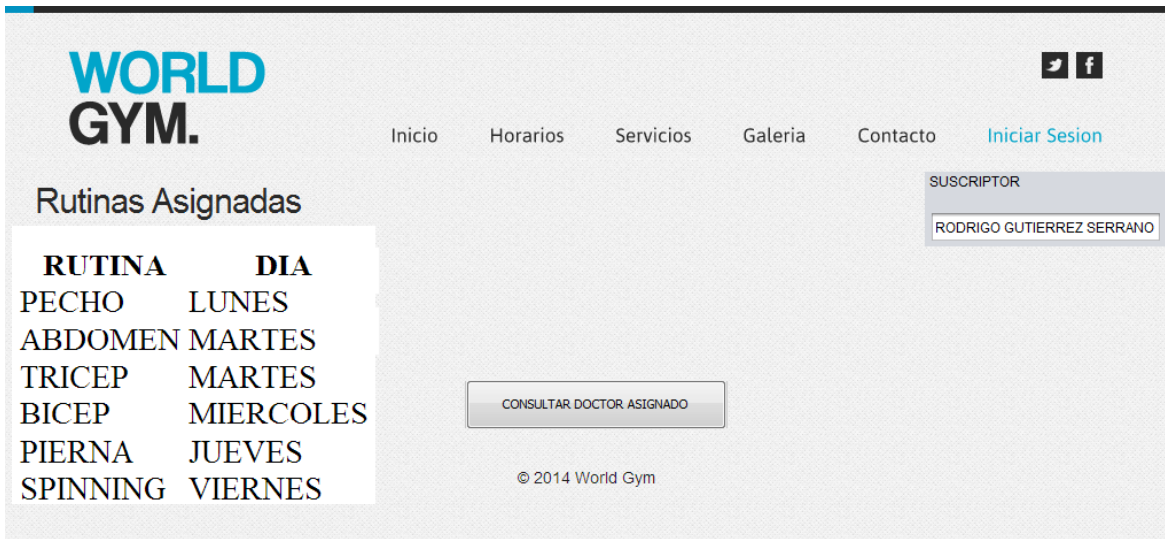 WORLD
GYM.
Inicio Horarios Servicios Galeria Contacto Iniciar Sesion
SUSCRIPTOR
RODRIGO GUTIERREZ SERRANO
Rutinas Asignadas
RUTINA DIA
PECHO LUNES
ABDOMEN MARTES
TRICEP MARTES
BICEP MIERCOLES
PIERNA JUEVES
SPINNING VIERNES
CONSULTAR DOCTOR ASIGNADO
© 2014 World Gym